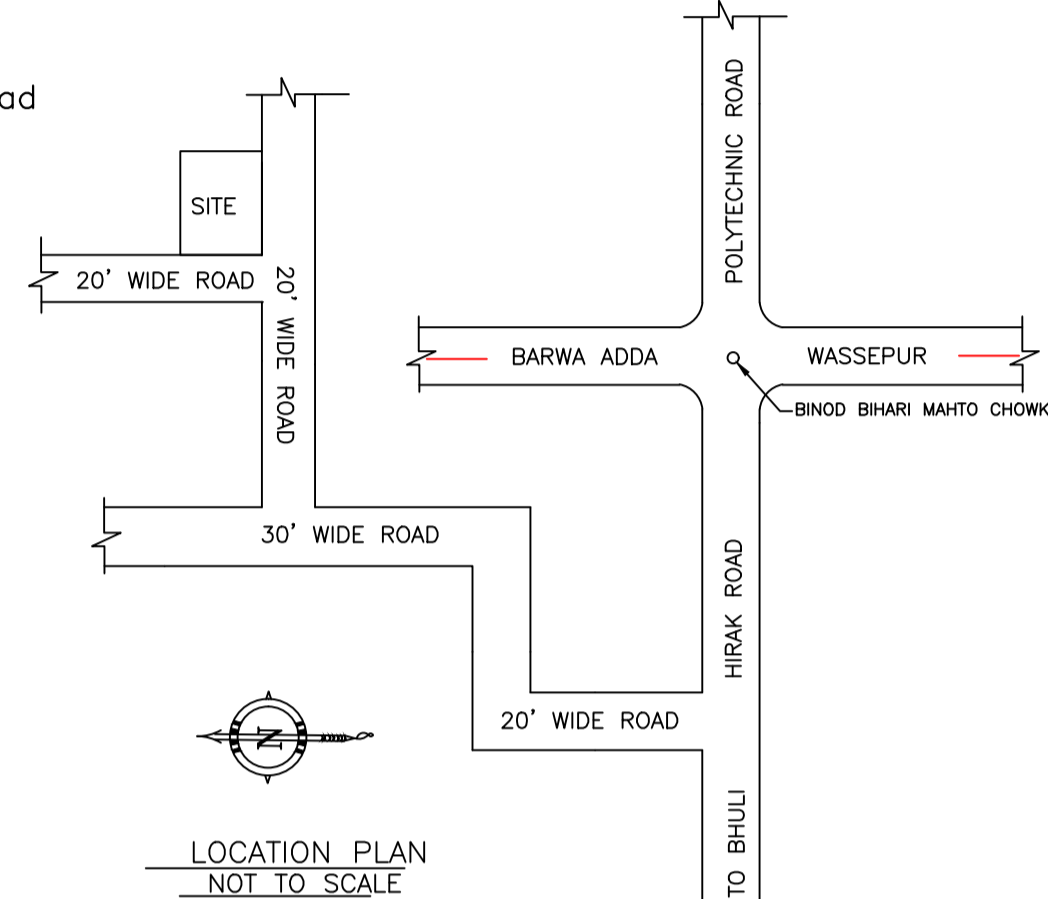 ad
SITE
20' WIDE ROAD
20' WIDE ROAD
POLYTECHNIC ROAD
BARWA ADDA
WASSEPUR
BINOD BIHARI MAHTO CHOWK
30' WIDE ROAD
HIRAK ROAD
20' WIDE ROAD
TO BHULI
N
LOCATION PLAN
NOT TO SCALE